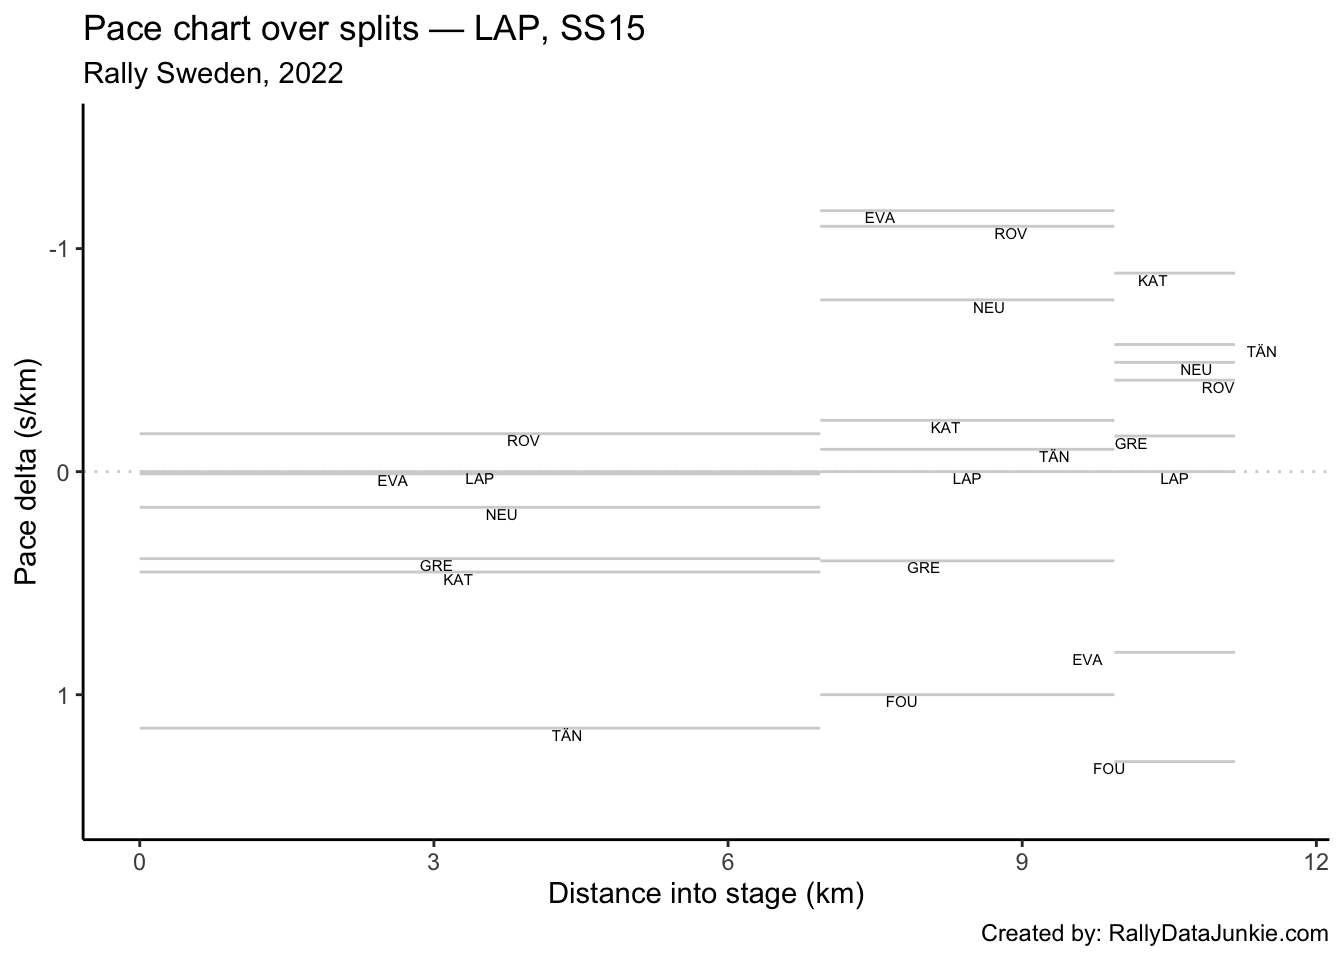 Pace chart over splits — LAP, SS15
Rally Sweden, 2022
Pace delta (s/km)
-1
0
1
EVA
ROV
KAT
NEU
TÄN
NEU
ROV
KAT
ROV
GRE
TÄN
EVA
LAP
LAP
LAP
NEU
GRE
KAT
GRE
EVA
FOU
TÄN
FOU
0
3
6
9
12
Distance into stage (km)
Created by: RallyDataJunkie.com